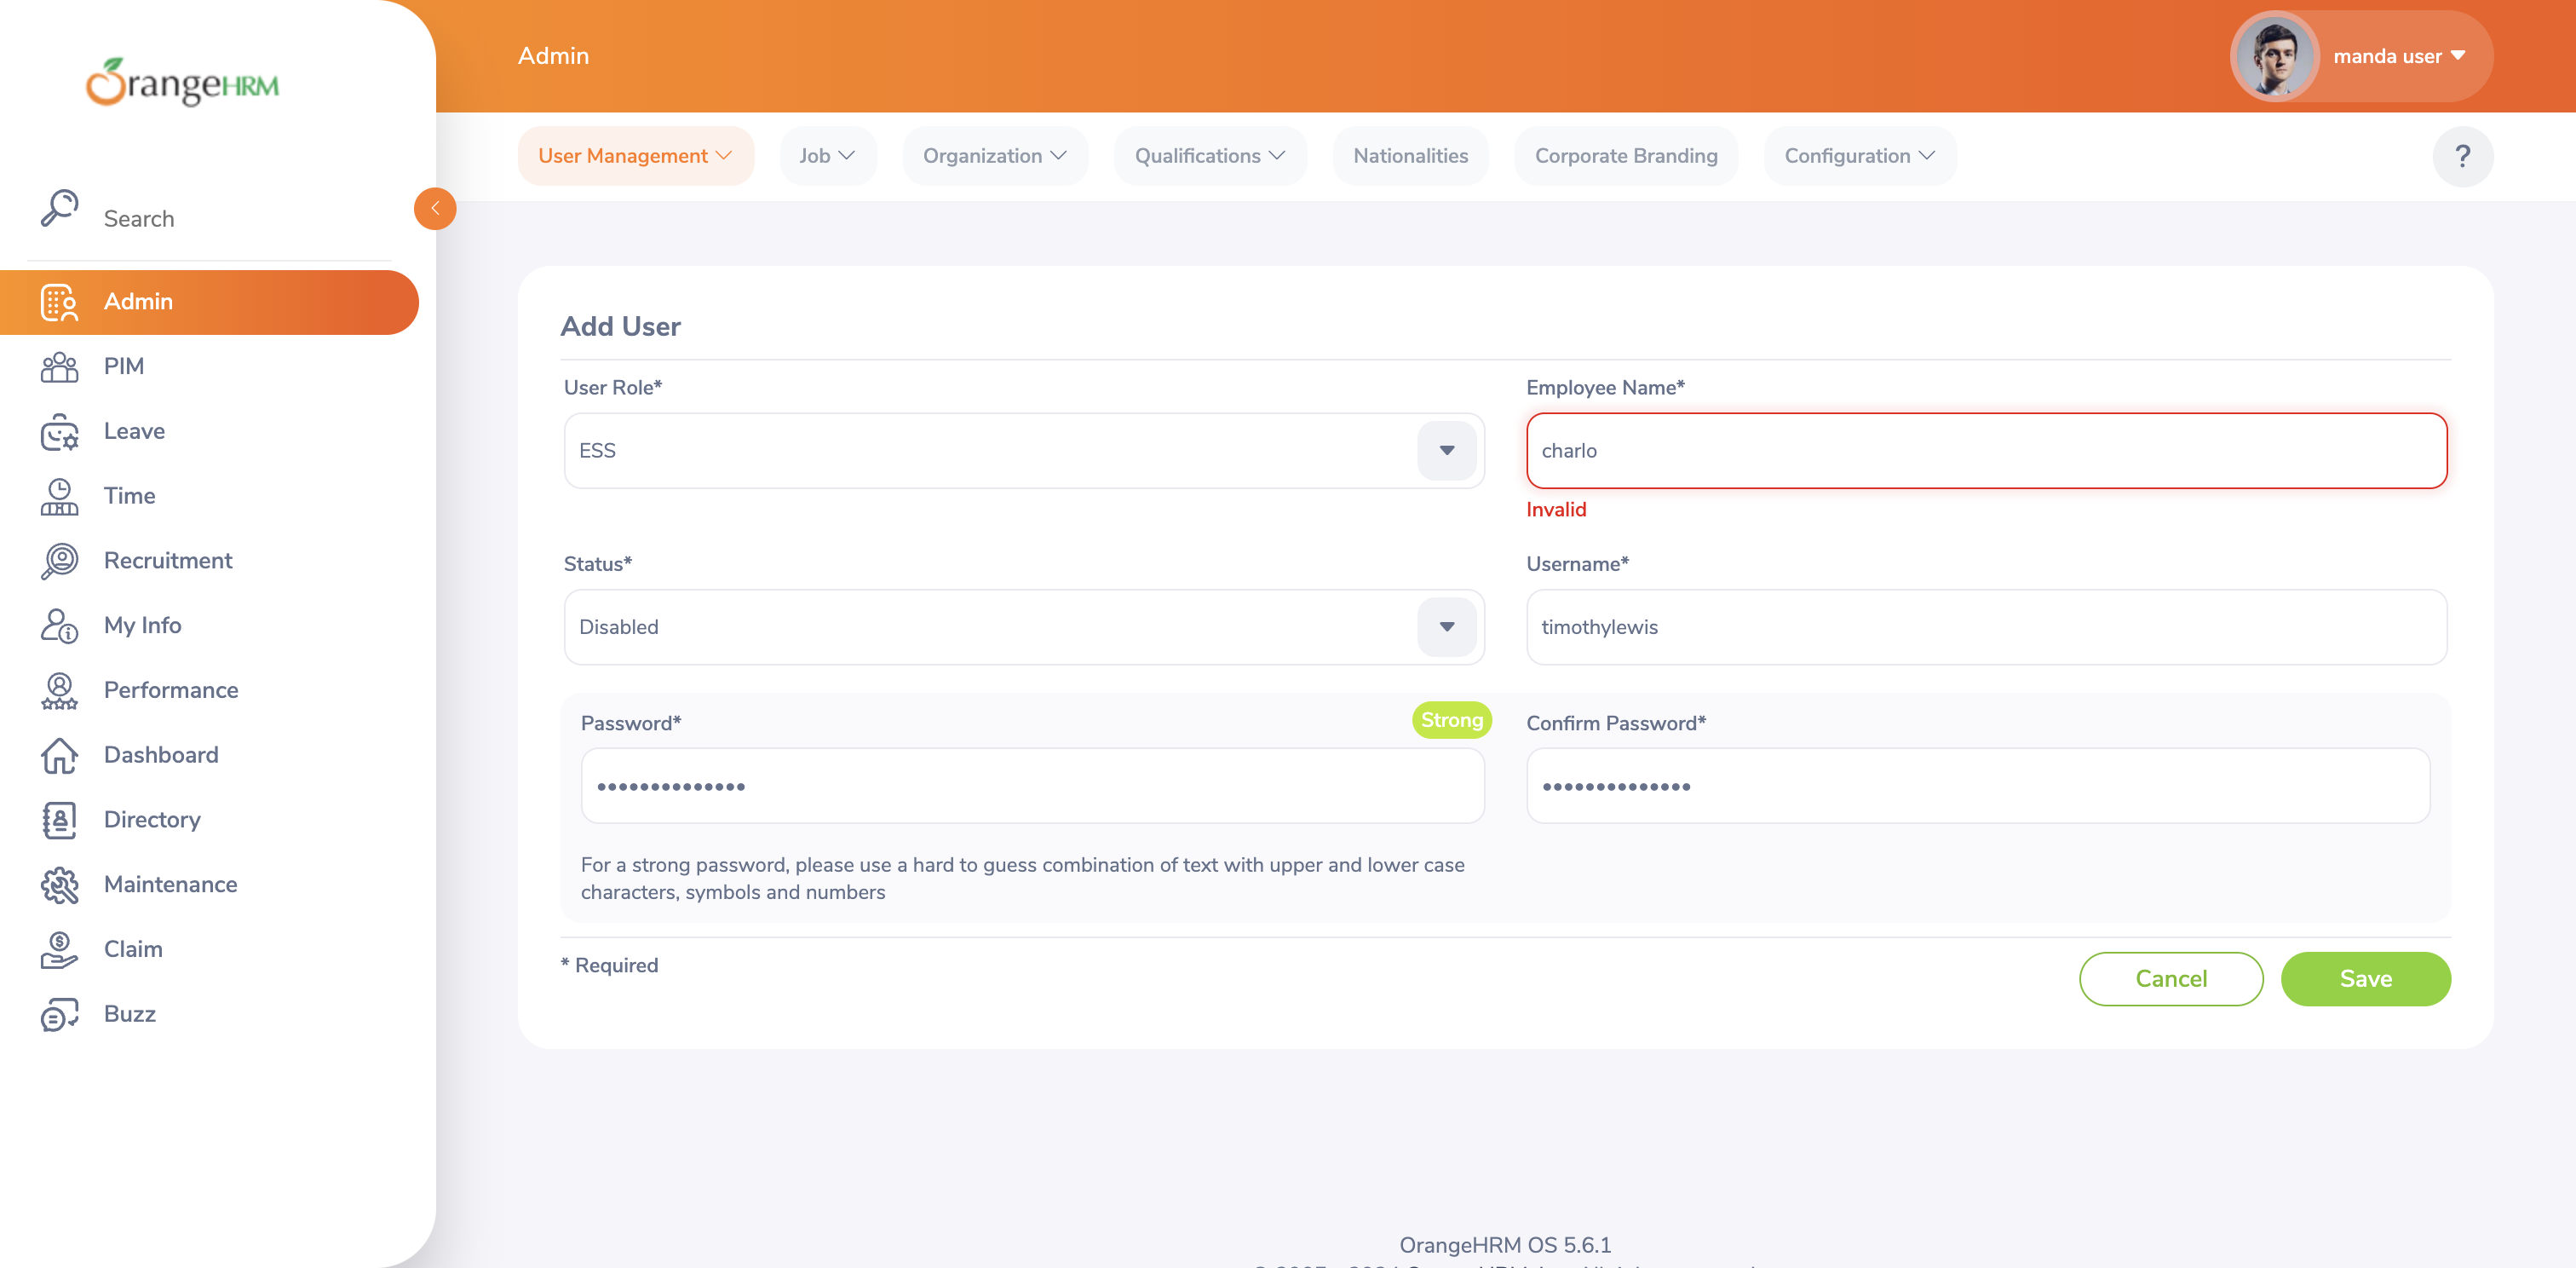 OrangeHRM
Search
Admin
PIM
Leave
Time
Recruitment
My Info
Performance
Dashboard
Directory
Maintenance
Claim
Buzz
Admin
manda user
User Management
Job
Organization
Qualifications
Nationalities
Corporate Branding
Configuration
?
Add User
User Role*
ESS
Employee Name*
charlo
Invalid
Status*
Disabled
Username*
timothylewis
Password*
Strong
••••••••••••••
Confirm Password*
••••••••••••••
For a strong password, please use a hard to guess combination of text with upper and lower case
characters, symbols and numbers
* Required
Cancel
Save
OrangeHRM OS 5.6.1